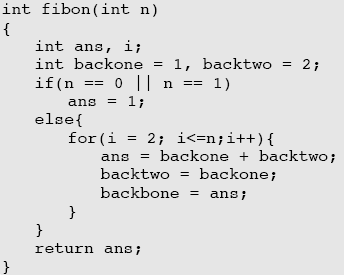 int fibon(int n)
{
    int ans, i;
    int backone = 1, backtwo = 2;
    if(n == 0 || n == 1)
        ans = 1;
    else{
        for(i = 2; i<=n;i++){
            ans = backone + backtwo;
            backtwo = backone;
            backbone = ans;
        }
    }
    return ans;
}